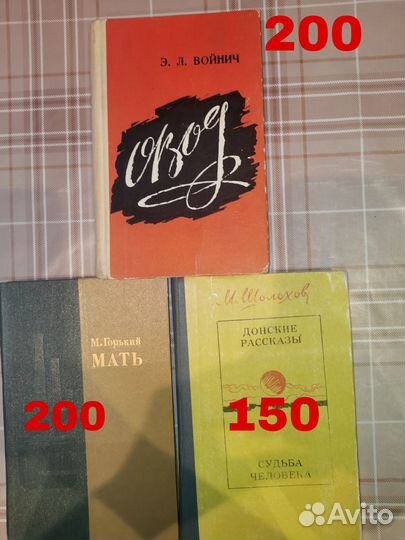 200
Э. Л. ВОЙНИЧ
Овод
М. Горький
МАТЬ
200
М. Шолохов
ДОНСКИЕ
РАССКАЗЫ
150
СУДЬБА
ЧЕЛОВЕКА
Avito